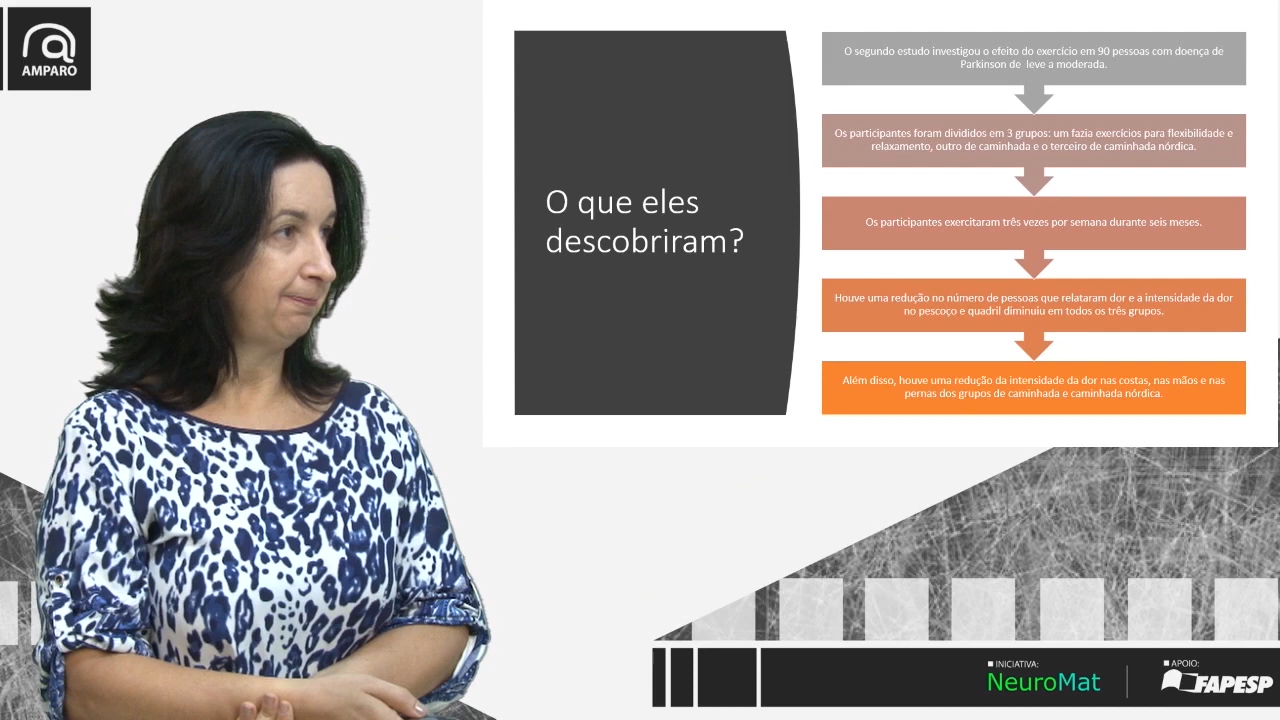 AMPARO
O que eles
descobriram?
O segundo estudo investigou o efeito do exercício em 90 pessoas com doença de
Parkinson de leve a moderada.
Os participantes foram divididos em 3 grupos: um fazia exercícios para flexibilidade e
relaxamento, outro de caminhada e o terceiro de caminhada nórdica.
Os participantes exercitaram três vezes por semana durante seis meses.
Houve uma redução no número de pessoas que relataram dor e a intensidade da dor
no pescoço e quadril diminuiu em todos os três grupos.
Além disso, houve uma redução da intensidade da dor nas costas, nas mãos e nas
pernas dos grupos de caminhada e caminhada nórdica.
INICIATIVA:
NeuroMat
APOIO:
FAPESP